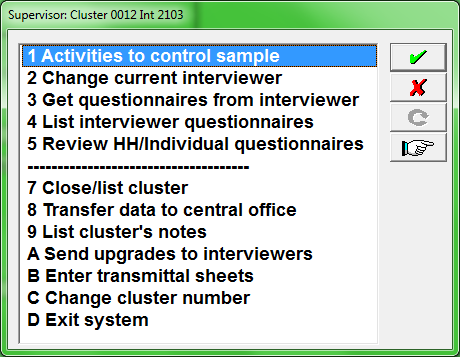 Supervisor: Cluster 0012 Int 2103
1 Activities to control sample
2 Change current interviewer
3 Get questionnaires from interviewer
4 List interviewer questionnaires
5 Review HH/Individual questionnaires
----------------------------------
7 Close/list cluster
8 Transfer data to central office
9 List cluster's notes
A Send upgrades to interviewers
B Enter transmittal sheets
C Change cluster number
D Exit system